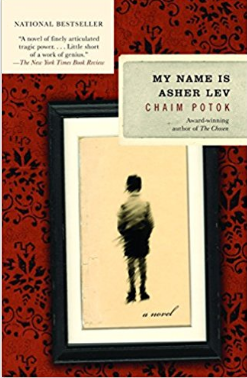 NATIONAL BESTSELLER
"A novel of finely articulated
tragic power . . . . Little short
of a work of genius."
—The New York Times Book Review
MY NAME IS
ASHER LEV
CHAIM POTOK
Award-winning
author of The Chosen
a novel